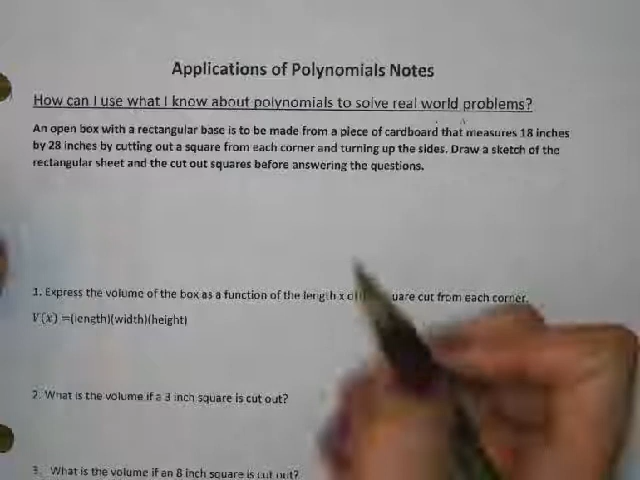 Applications of Polynomials Notes
How can I use what I know about polynomials to solve real world problems?
An open box with a rectangular base is to be made from a piece of cardboard that measures 18 inches
by 28 inches by cutting out a square from each corner and turning up the sides. Draw a sketch of the
rectangular sheet and the cut out squares before answering the questions.
1. Express the volume of the box as a function of the length x of uare cut from each corner.
V(x) =(length)(width)(height)
2. What is the volume if a 3 inch square is cut out?
3. What is the volume if an 8 inch square is cut out?